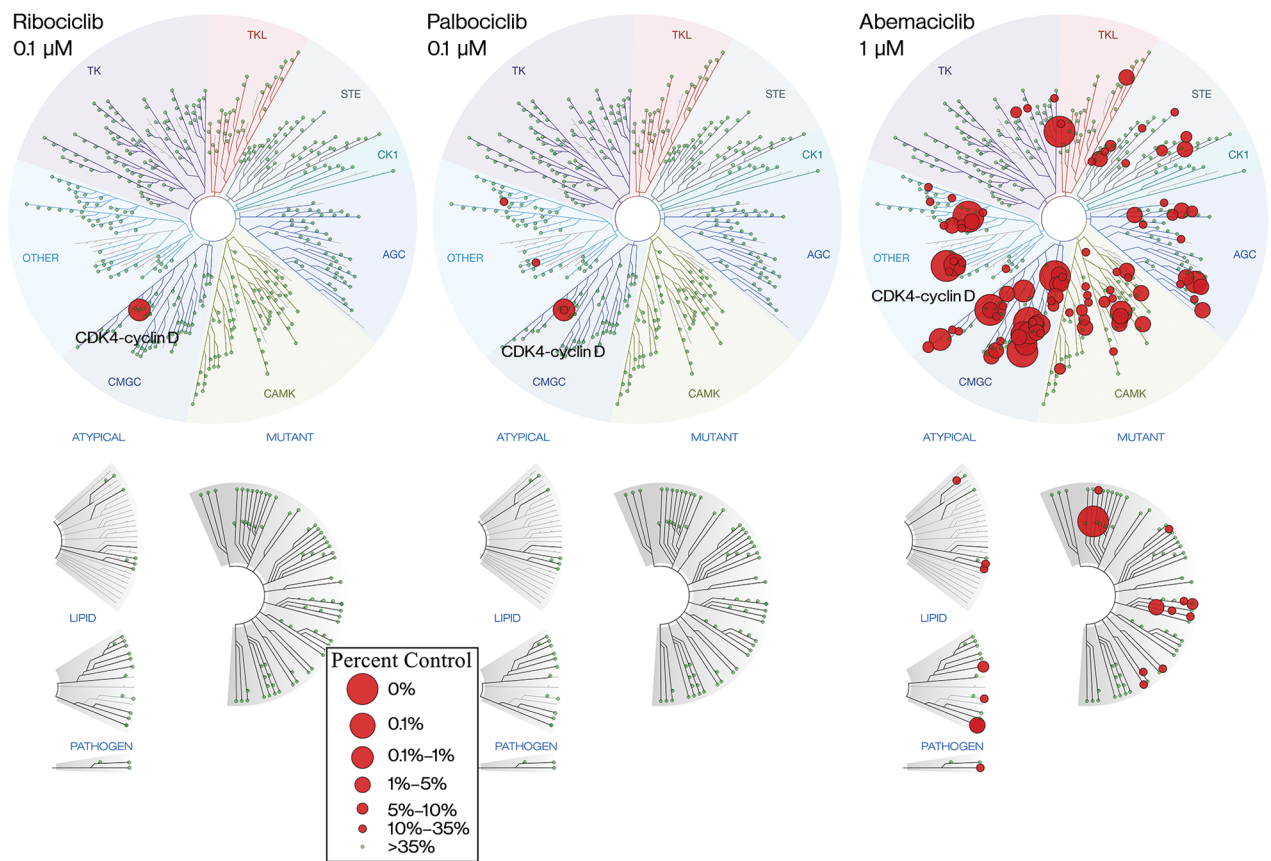 Ribociclib
0.1 µM
TK
TKL
STE
CK1
AGC
OTHER
CDK4-cyclin D
CMGC
CAMK
ATYPICAL
MUTANT
LIPID
PATHOGEN
Palbociclib
0.1 µM
TK
TKL
STE
CK1
AGC
OTHER
CDK4-cyclin D
CMGC
CAMK
ATYPICAL
MUTANT
LIPID
PATHOGEN
Abemaciclib
1 µM
TK
TKL
STE
CK1
AGC
OTHER
CDK4-cyclin D
CMGC
CAMK
ATYPICAL
MUTANT
LIPID
PATHOGEN
Percent Control
0%
0.1%
0.1%–1%
1%–5%
5%–10%
10%–35%
>35%